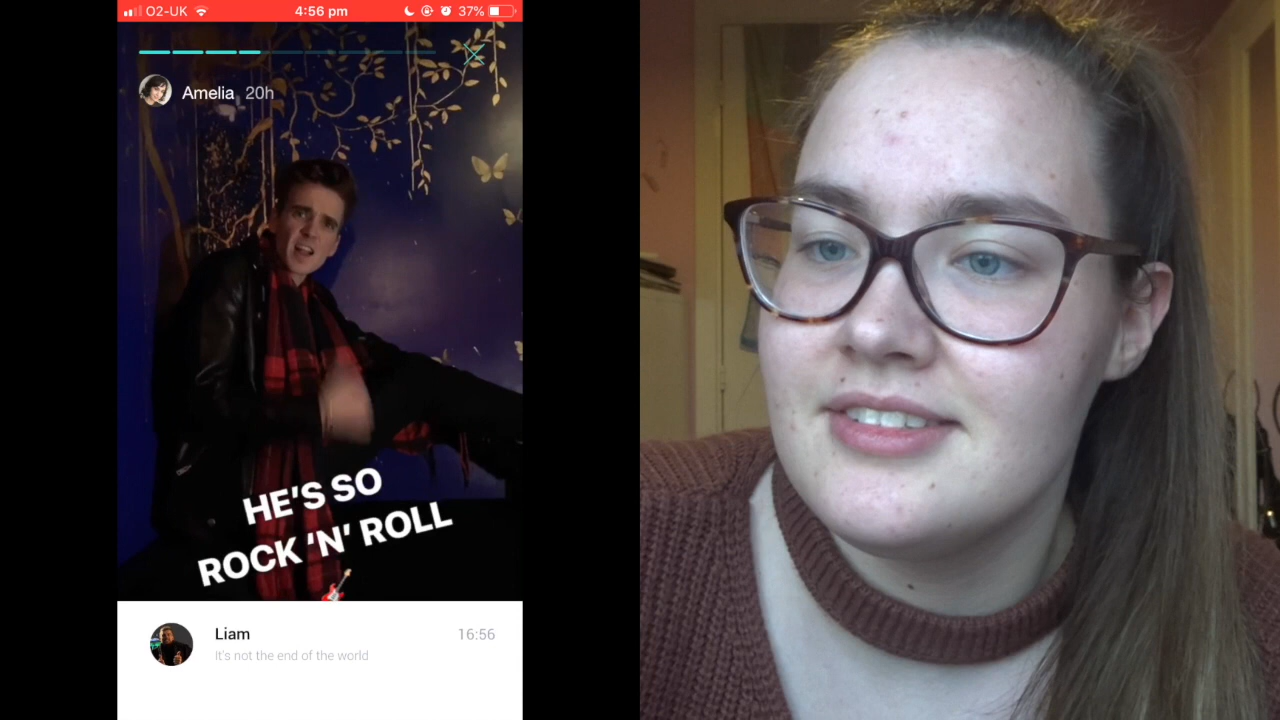 O2-UK 4:56 pm 37%
Amelia 20h
HE'S SO
ROCK 'N' ROLL
Liam 16:56
It's not the end of the world